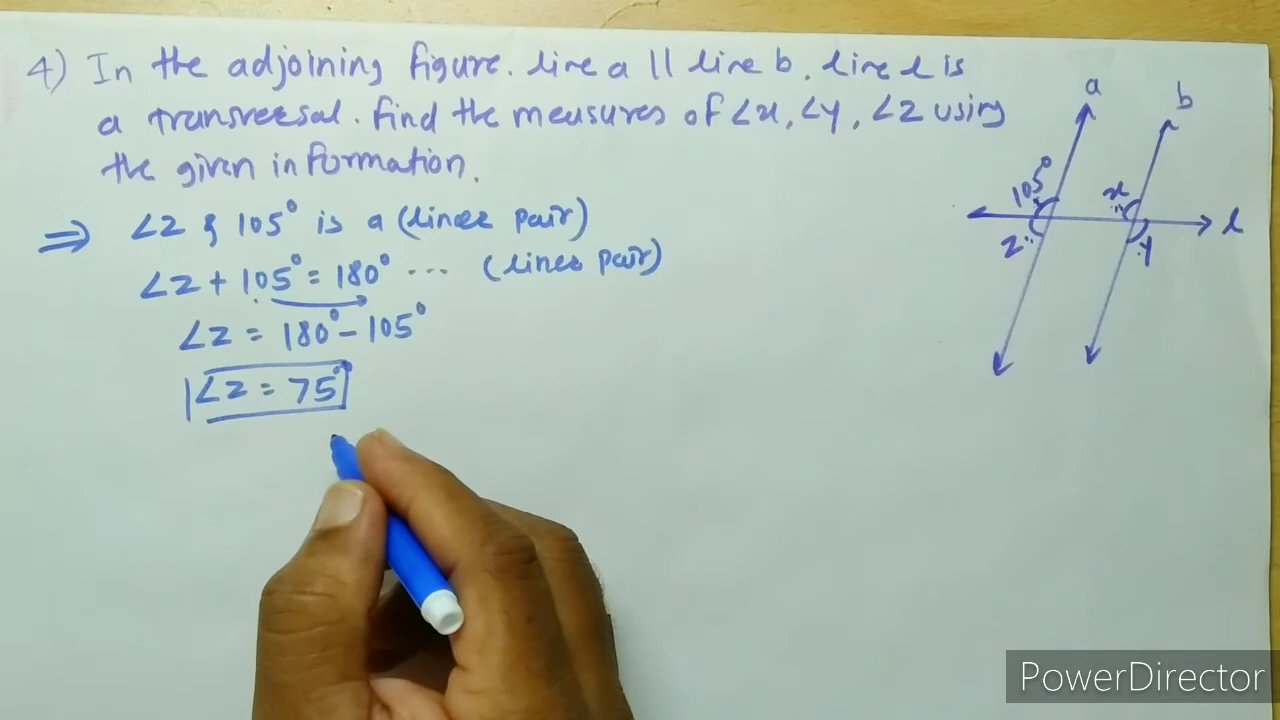 4) In the adjoining figure. line a || line b. line l is
a transversal. find the measures of ∠x, ∠y, ∠z using
the given information.
⇒ ∠z & 105° is a (linear pair)
∠z + 105° = 180° ... (linear pair)
∠z = 180° - 105°
∠z = 75°
a
b
105°
x
l
z
y
PowerDirector